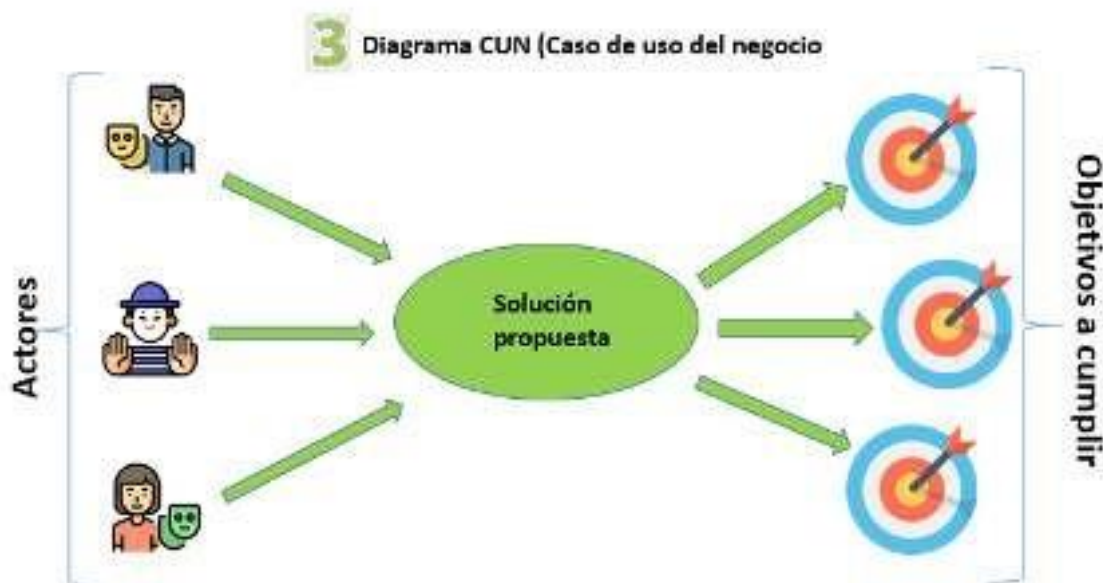 3 Diagrama CUN (Caso de uso del negocio
Actores
Solución
propuesta
Objetivos a cumplir